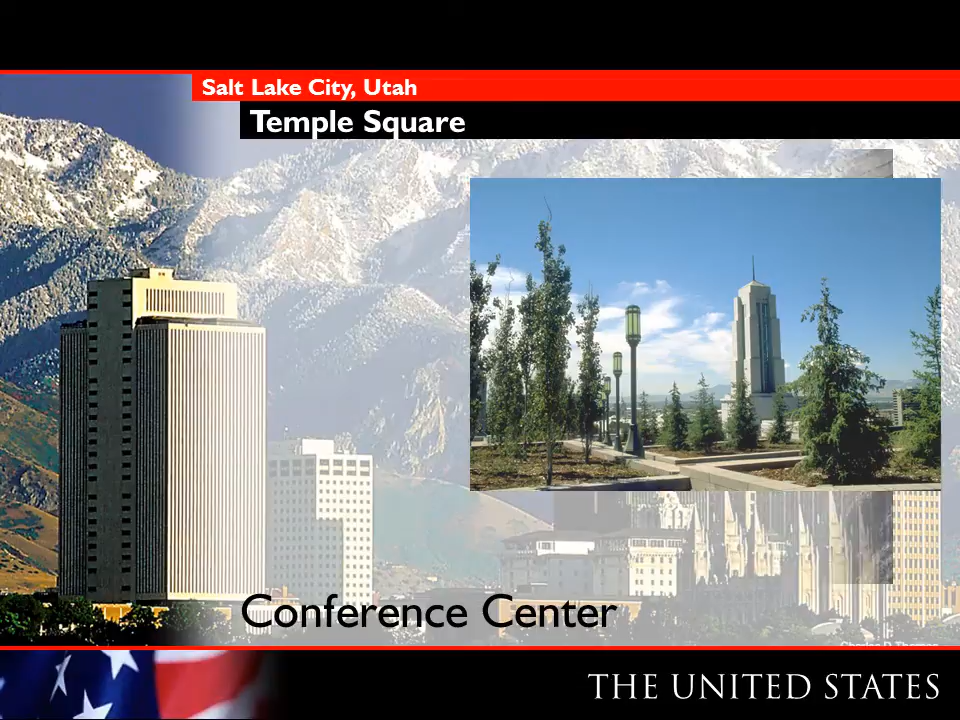 Salt Lake City, Utah
Temple Square
Conference Center
THE UNITED STATES